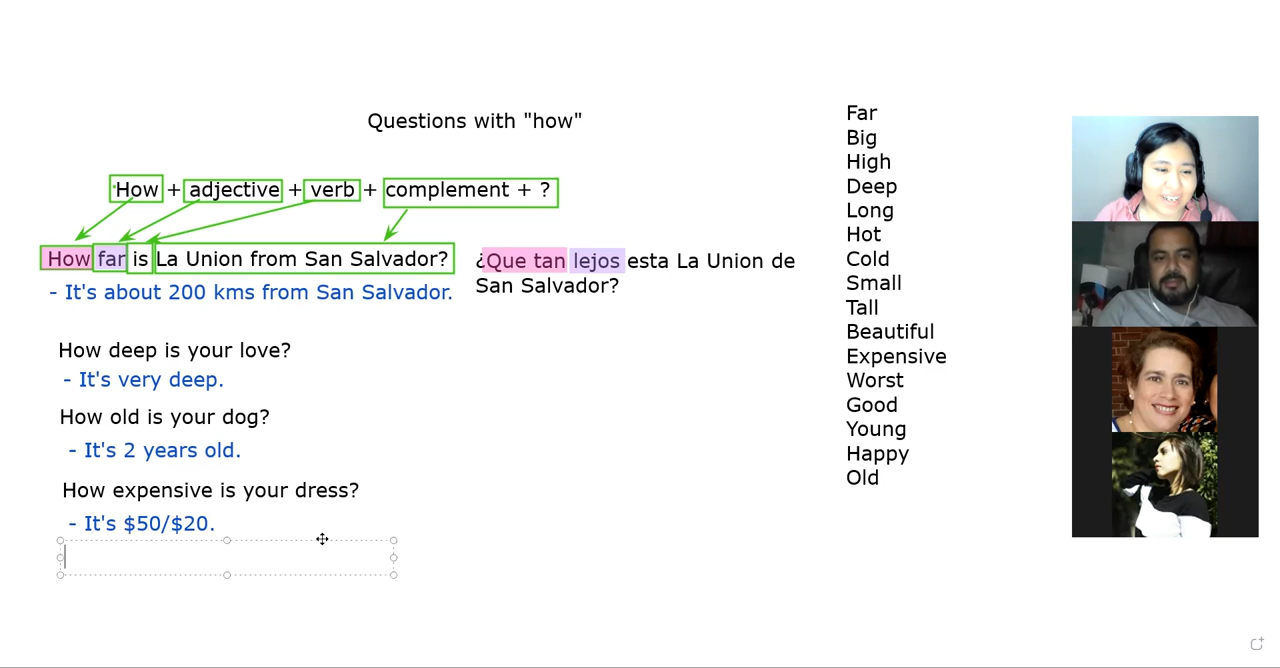 Questions with "how"
How + adjective + verb + complement + ?
How far is La Union from San Salvador?
- It's about 200 kms from San Salvador.
¿Que tan lejos esta La Union de
San Salvador?
How deep is your love?
- It's very deep.
How old is your dog?
- It's 2 years old.
How expensive is your dress?
- It's $50/$20.
Far
Big
High
Deep
Long
Hot
Cold
Small
Tall
Beautiful
Expensive
Worst
Good
Young
Happy
Old